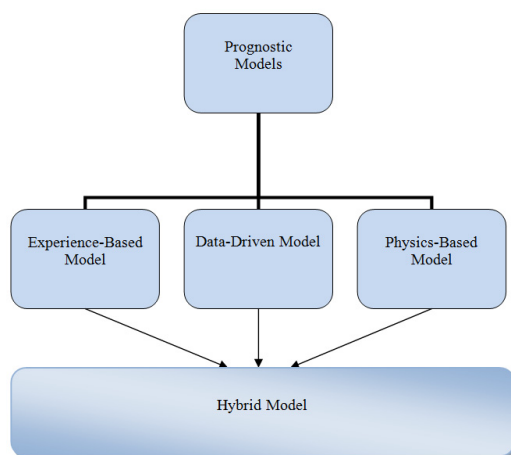 Prognostic
Models
Experience-Based
Model
Data-Driven Model
Physics-Based
Model
Hybrid Model